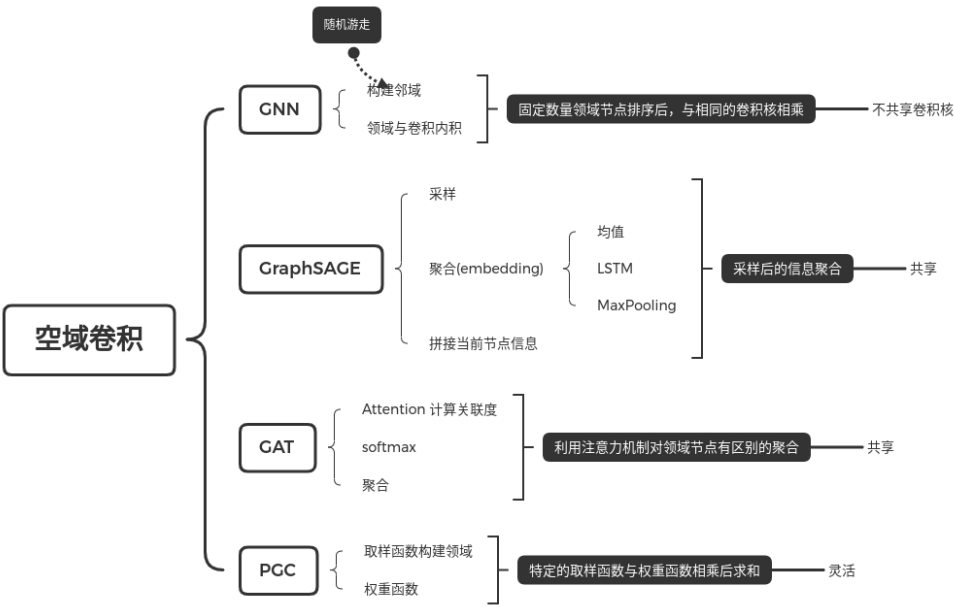 随机游走
空域卷积
GNN
构建邻域
领域与卷积内积
固定数量领域节点排序后，与相同的卷积核相乘
不共享卷积核
GraphSAGE
采样
聚合(embedding)
均值
LSTM
MaxPooling
拼接当前节点信息
采样后的信息聚合
共享
GAT
Attention 计算关联度
softmax
聚合
利用注意力机制对领域节点有区别的聚合
共享
PGC
取样函数构建领域
权重函数
特定的取样函数与权重函数相乘后求和
灵活